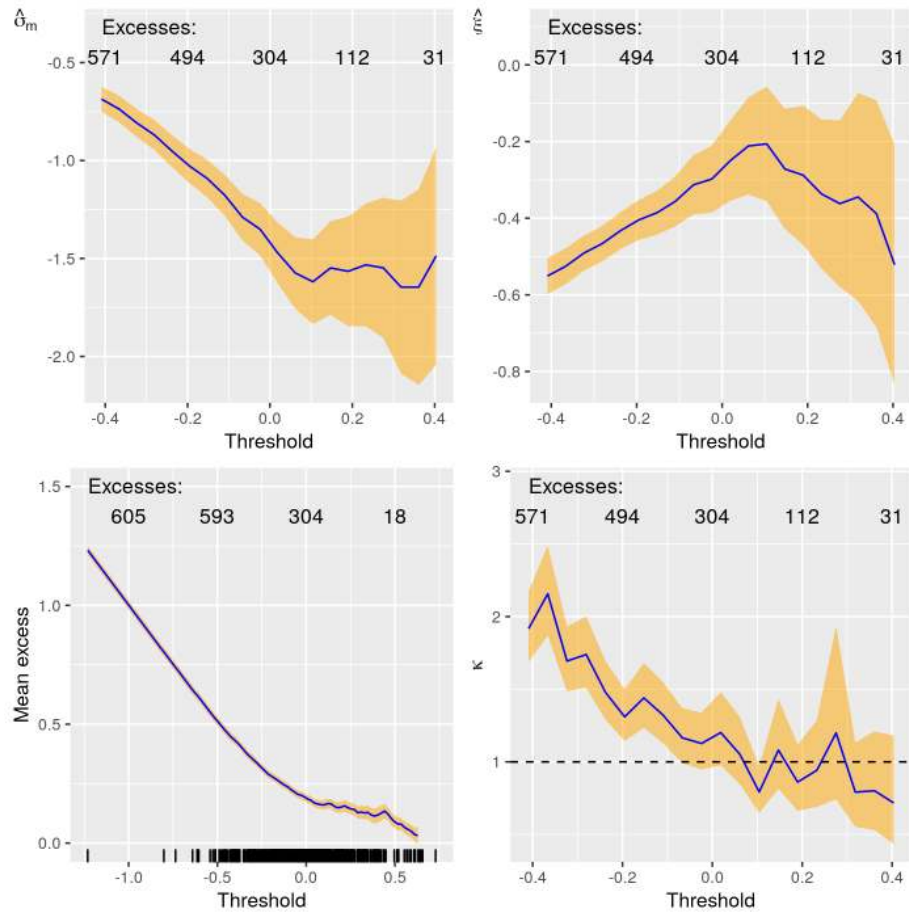 σ̂m
Excesses:
571 494 304 112 31
-0.5
-1.0
-1.5
-2.0
-0.4 -0.2 0.0 0.2 0.4
Threshold
ξ̂
Excesses:
571 494 304 112 31
0.0
-0.2
-0.4
-0.6
-0.8
-0.4 -0.2 0.0 0.2 0.4
Threshold
Excesses:
605 593 304 18
1.5
1.0
0.5
0.0
Mean excess
-1.0 -0.5 0.0 0.5
Threshold
Excesses:
571 494 304 112 31
3
2
1
κ
-0.4 -0.2 0.0 0.2 0.4
Threshold